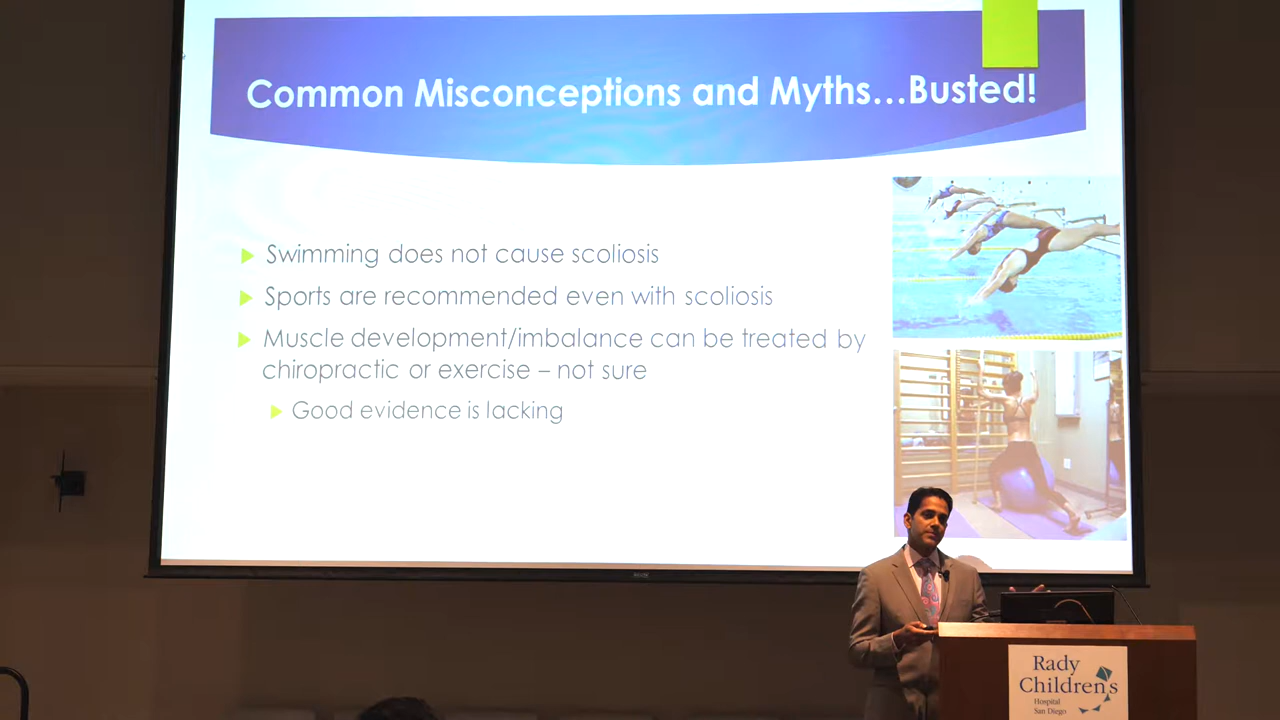 Common Misconceptions and Myths...Busted!
Swimming does not cause scoliosis
Sports are recommended even with scoliosis
Muscle development/imbalance can be treated by
chiropractic or exercise – not sure
Good evidence is lacking
Rady
Children's
Hospital
San Diego